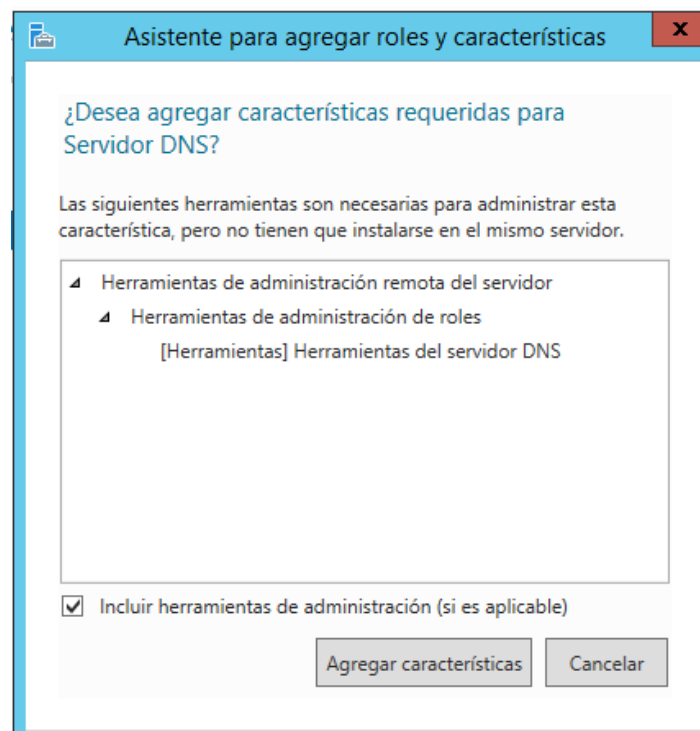 Asistente para agregar roles y características
x
¿Desea agregar características requeridas para
Servidor DNS?
Las siguientes herramientas son necesarias para administrar esta
característica, pero no tienen que instalarse en el mismo servidor.
Herramientas de administración remota del servidor
Herramientas de administración de roles
[Herramientas] Herramientas del servidor DNS
Incluir herramientas de administración (si es aplicable)
Agregar características Cancelar